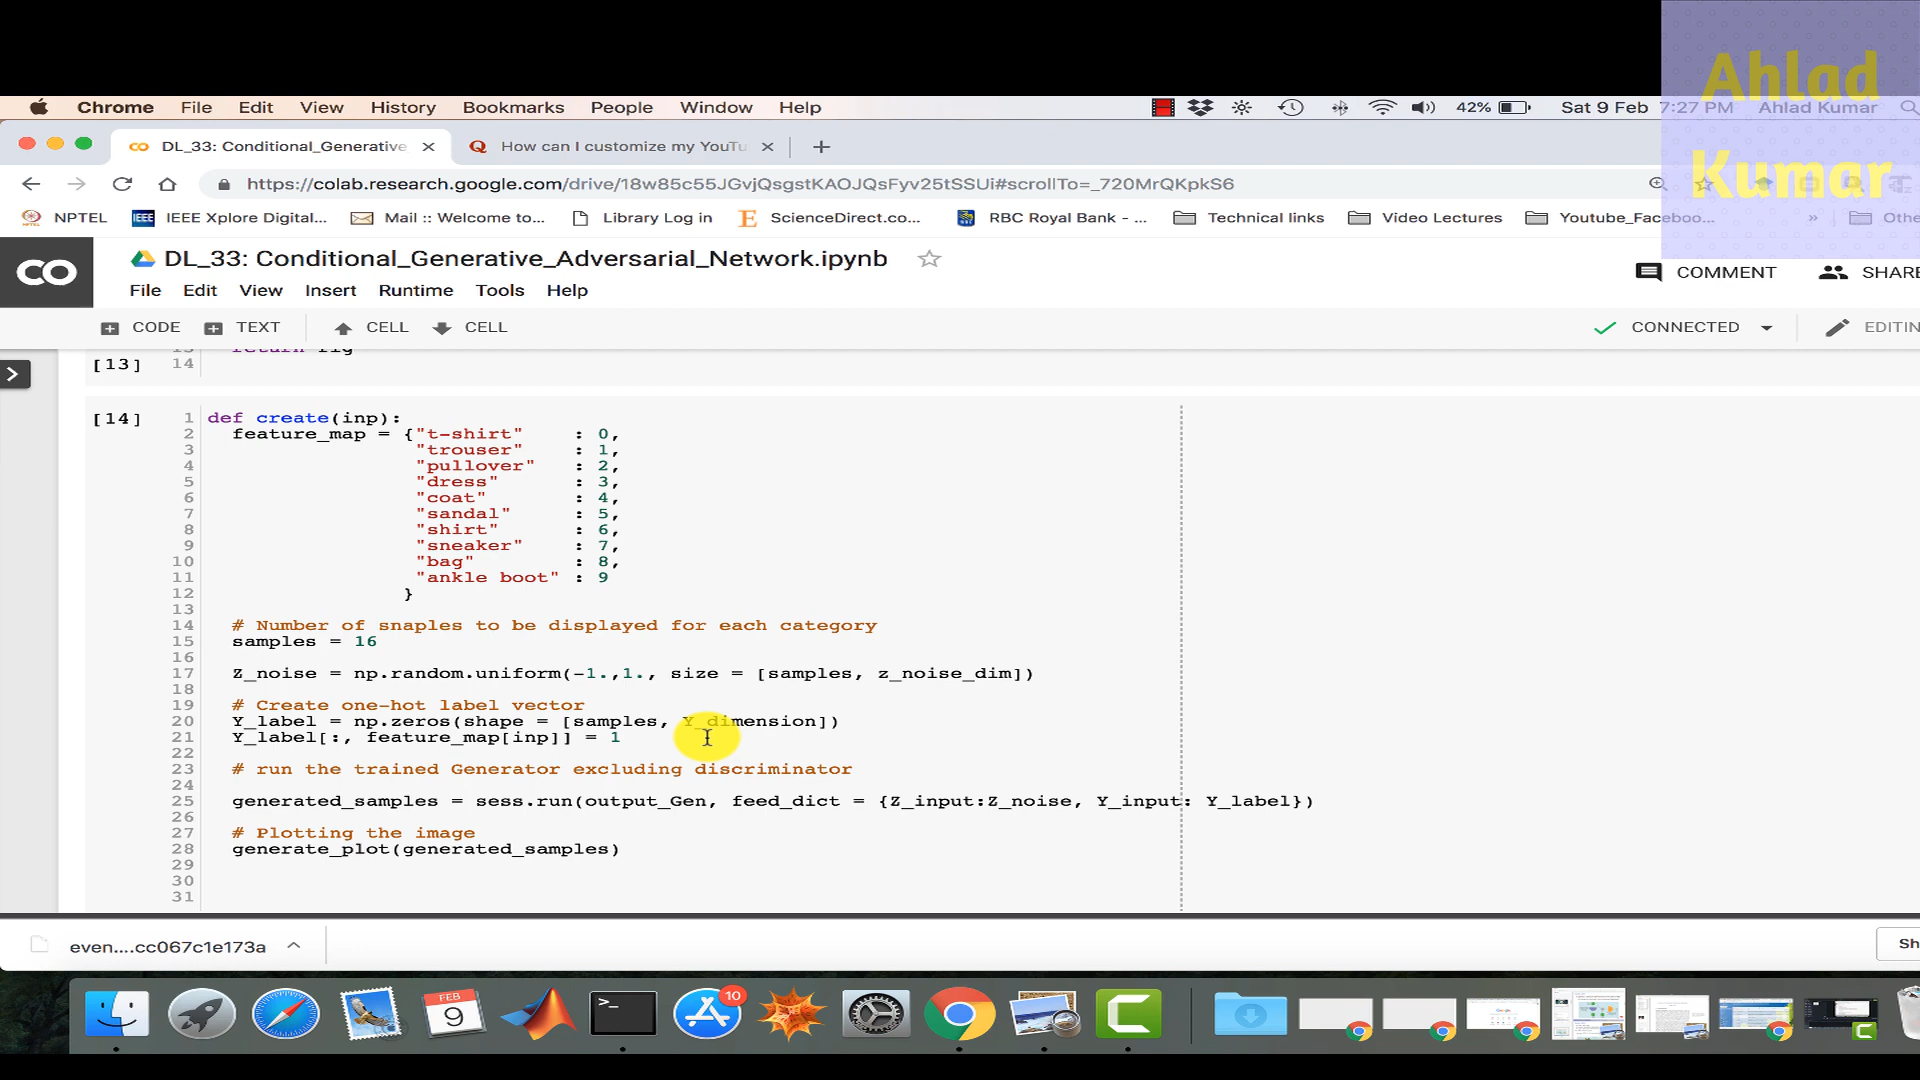 Ahlad
Kumar
Chrome File Edit View History Bookmarks People Window Help 42% Sat 9 Feb 7:27 PM Ahlad Kumar
DL_33: Conditional_Generative How can I customize my YouTu
https://colab.research.google.com/drive/18w85c55JGvjQsgstKAOJQsFyv25tSSUi#scrollTo=_720MrQKpkS6
NPTEL IEEE Xplore Digital... Mail :: Welcome to... Library Log in ScienceDirect.co... RBC Royal Bank - ... Technical links Video Lectures Youtube_Faceboo... » Othe
CO DL_33: Conditional_Generative_Adversarial_Network.ipynb
File Edit View Insert Runtime Tools Help COMMENT SHARE
CODE TEXT CELL CELL CONNECTED EDITIN
return fig
[13] 14
[14] 1 def create(inp):
2 feature_map = {"t-shirt" : 0,
3 "trouser" : 1,
4 "pullover" : 2,
5 "dress" : 3,
6 "coat" : 4,
7 "sandal" : 5,
8 "shirt" : 6,
9 "sneaker" : 7,
10 "bag" : 8,
11 "ankle boot" : 9
12 }
13
14 # Number of snaples to be displayed for each category
15 samples = 16
16
17 Z_noise = np.random.uniform(-1.,1., size = [samples, z_noise_dim])
18
19 # Create one-hot label vector
20 Y_label = np.zeros(shape = [samples, Y_dimension])
21 Y_label[:, feature_map[inp]] = 1
22
23 # run the trained Generator excluding discriminator
24
25 generated_samples = sess.run(output_Gen, feed_dict = {Z_input:Z_noise, Y_input: Y_label})
26
27 # Plotting the image
28 generate_plot(generated_samples)
29
30
31
even....cc067c1e173a Sh
FEB
9
10